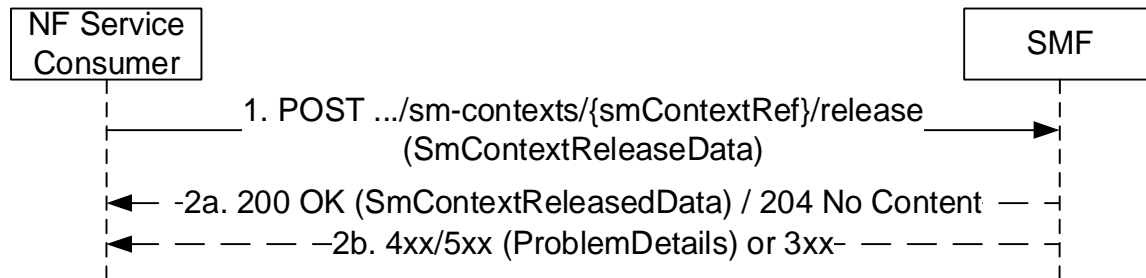 NF Service
Consumer
SMF
1. POST .../sm-contexts/{smContextRef}/release
(SmContextReleaseData)
2a. 200 OK (SmContextReleasedData) / 204 No Content
2b. 4xx/5xx (ProblemDetails) or 3xx